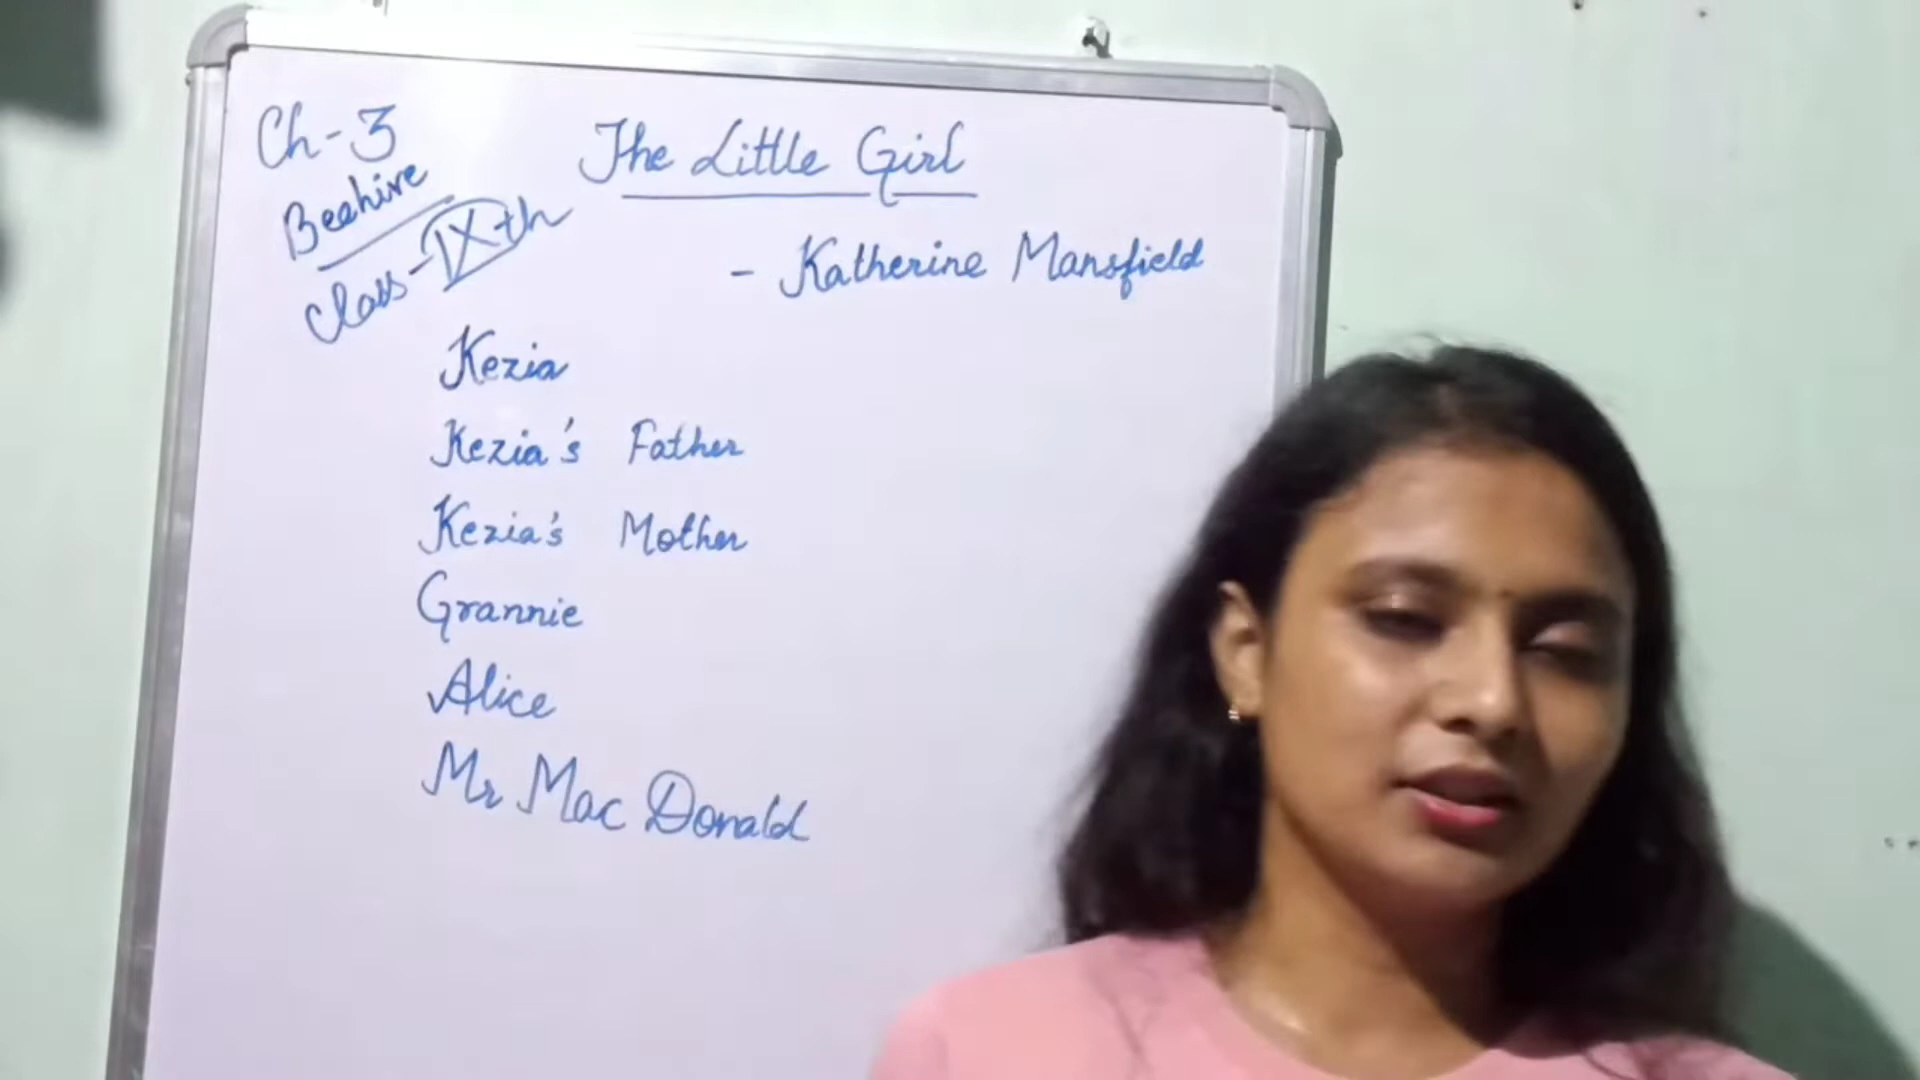 Ch-3
Beehive
Class-IXth
The Little Girl
- Katherine Mansfield
Kezia
Kezia's Father
Kezia's Mother
Grannie
Alice
Mr Mac Donald